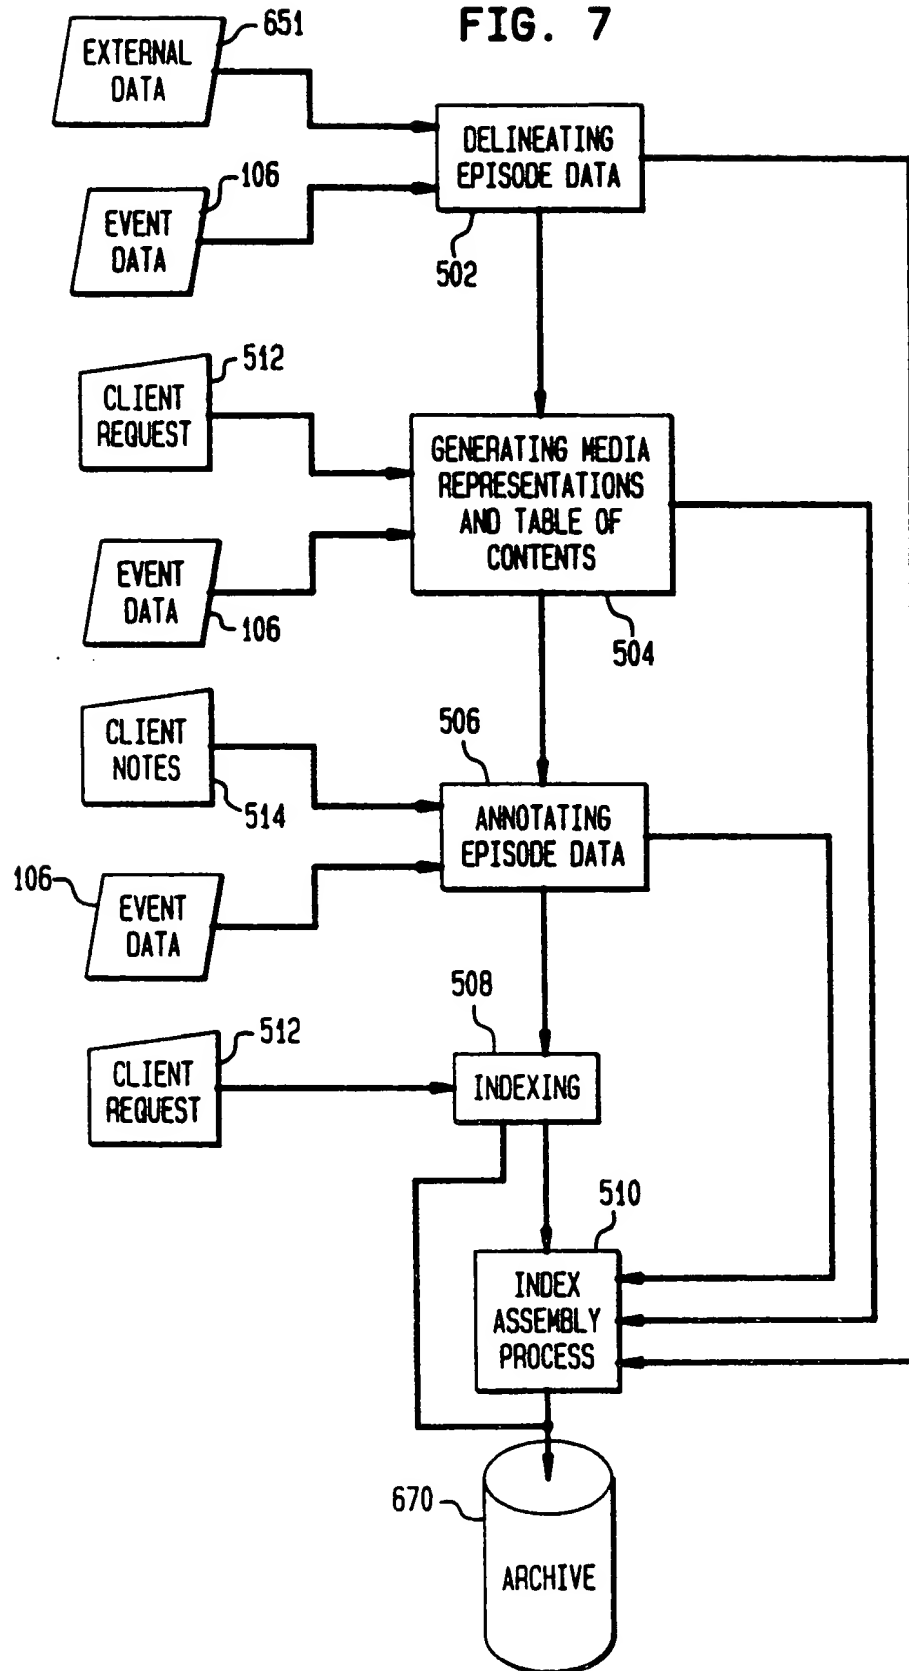 FIG. 7
651
EXTERNAL
DATA
DELINEATING
EPISODE DATA
106
EVENT
DATA
502
512
CLIENT
REQUEST
GENERATING MEDIA
REPRESENTATIONS
AND TABLE OF
CONTENTS
EVENT
DATA
106
504
CLIENT
NOTES
514
506
ANNOTATING
EPISODE DATA
106
EVENT
DATA
508
512
CLIENT
REQUEST
INDEXING
510
INDEX
ASSEMBLY
PROCESS
670
ARCHIVE